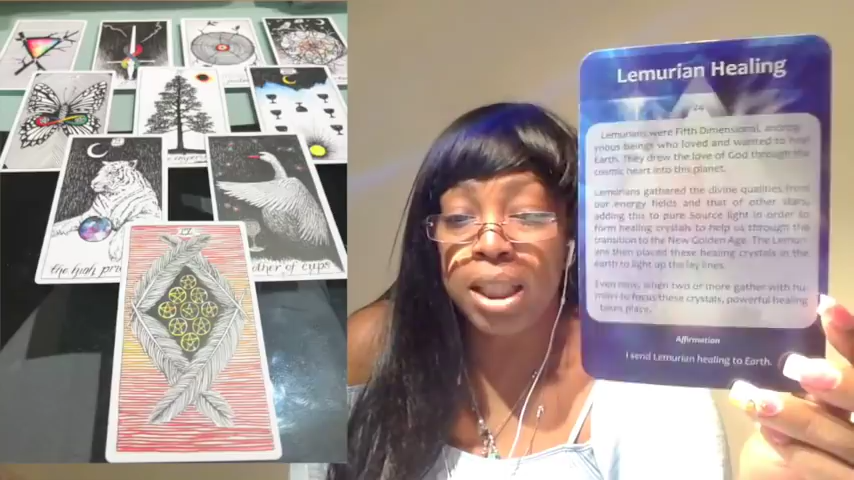 the high pri
other of cups
Lemurian Healing
24
Lemurians were Fifth Dimensional, androg-
ynous beings who loved and wanted to help
Earth. They drew the love of God through the
cosmic heart into this planet.
Lemurians gathered the divine qualities from
our energy fields and that of other stars,
adding this to pure Source light in order to
form healing crystals to help us through the
transition to the New Golden Age. The Lemur-
ians then placed these healing crystals in the
earth to light up the ley lines.
Even now, when two or more gather with hu-
to focus these crystals, powerful healing
takes place.
Affirmation
I send Lemurian healing to Earth.